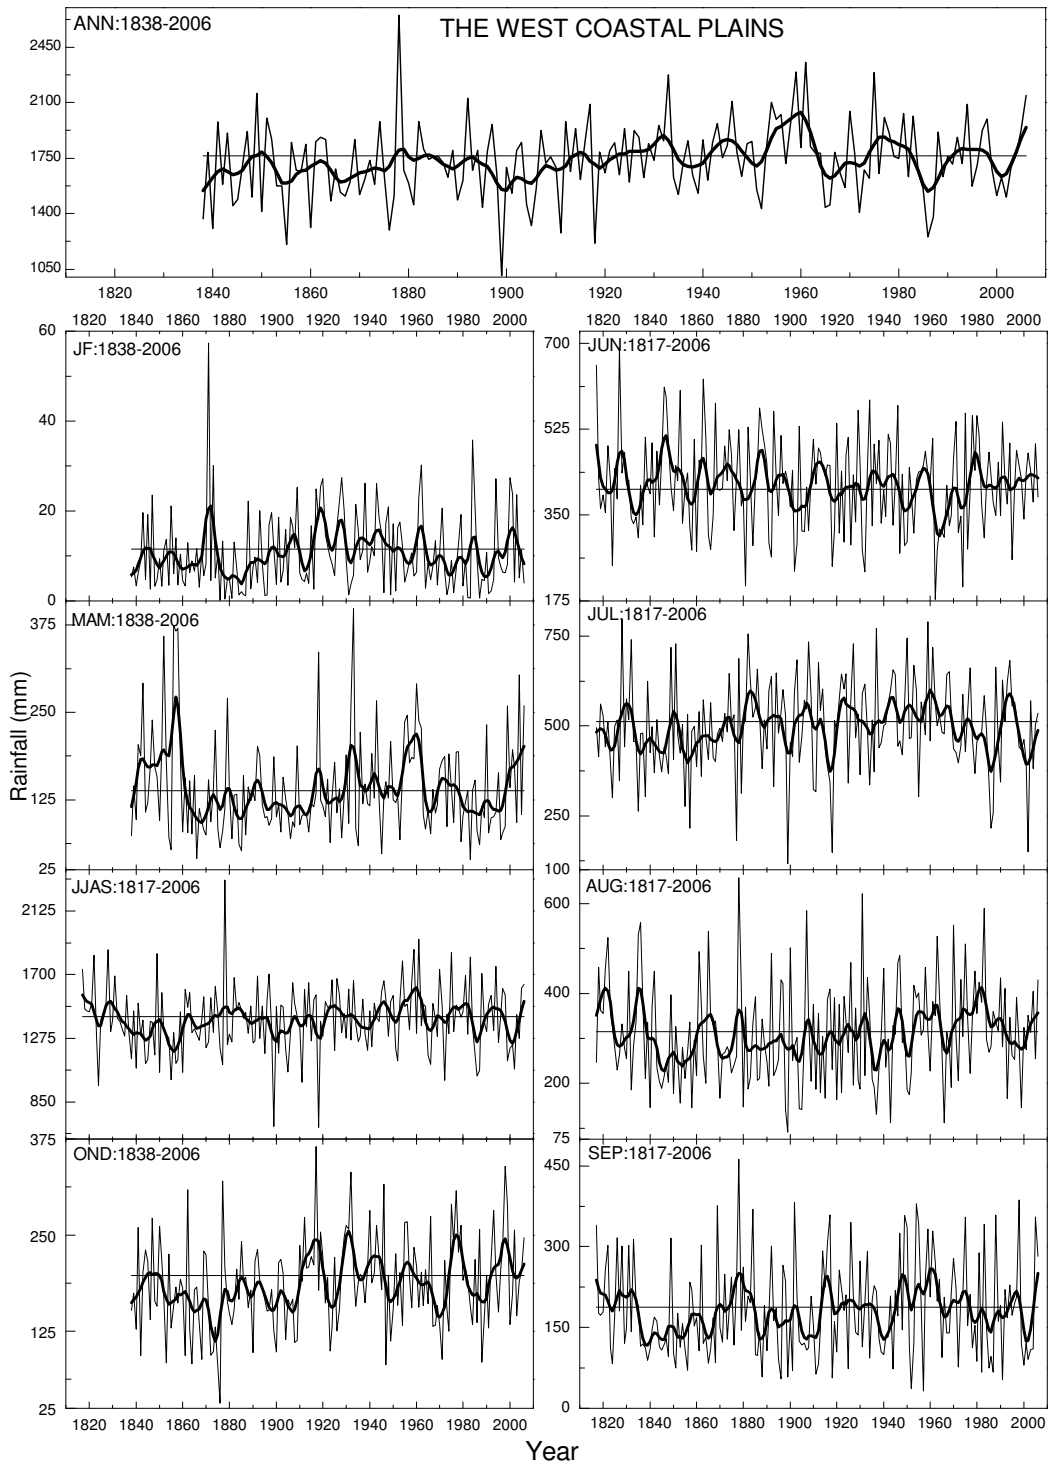 ANN:1838-2006 THE WEST COASTAL PLAINS
2450
2100
1750
1400
1050
1820 1840 1860 1880 1900 1920 1940 1960 1980 2000
1820 1840 1860 1880 1900 1920 1940 1960 1980 2000
1820 1840 1860 1880 1900 1920 1940 1960 1980 2000
JF:1838-2006
60
40
20
0
JUN:1817-2006
700
525
350
175
MAM:1838-2006
375
250
125
25
JUL:1817-2006
750
500
250
100
Rainfall (mm)
JJAS:1817-2006
2125
1700
1275
850
375
AUG:1817-2006
600
400
200
75
OND:1838-2006
250
125
25
SEP:1817-2006
450
300
150
0
1820 1840 1860 1880 1900 1920 1940 1960 1980 2000
1820 1840 1860 1880 1900 1920 1940 1960 1980 2000
Year